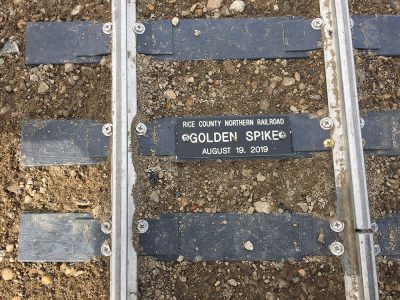 RICE COUNTY NORTHERN RAILROAD
GOLDEN SPIKE
AUGUST 19, 2019